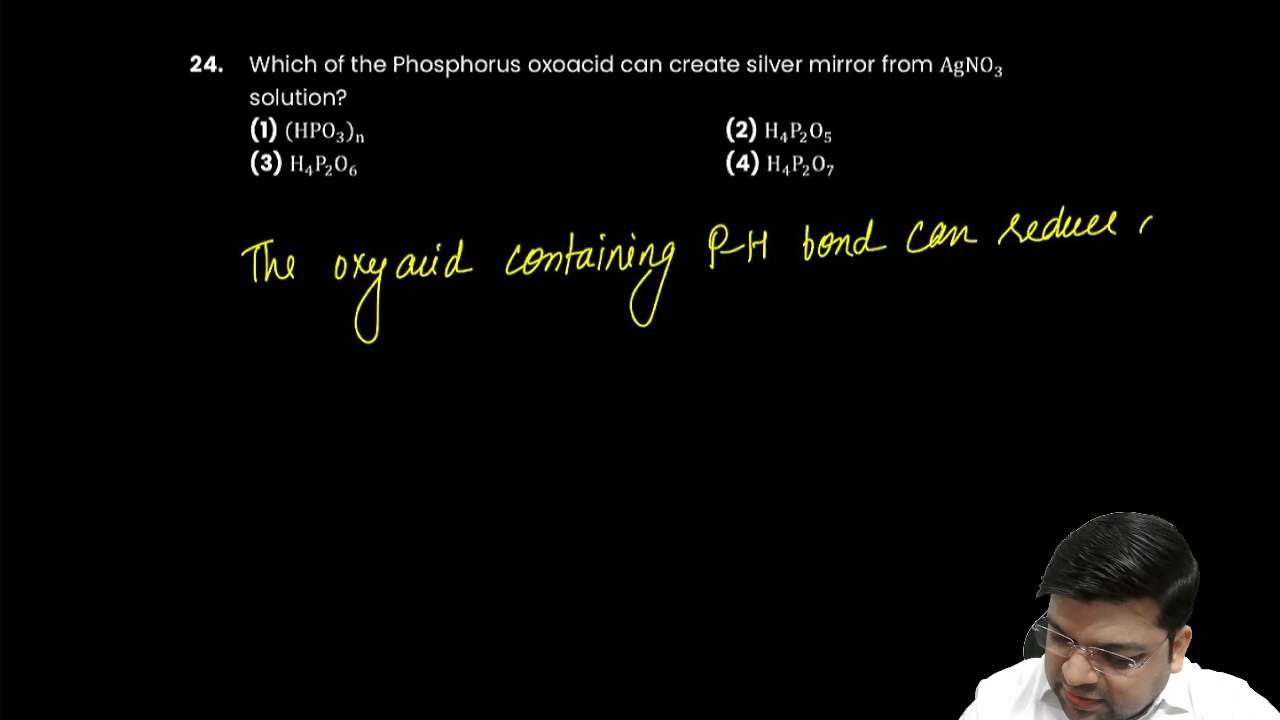 24. Which of the Phosphorus oxoacid can create silver mirror from AgNO₃
solution?
(1) (HPO₃)ₙ (2) H₄P₂O₅
(3) H₄P₂O₆ (4) H₄P₂O₇
The oxyacid containing P-H bond can reduce